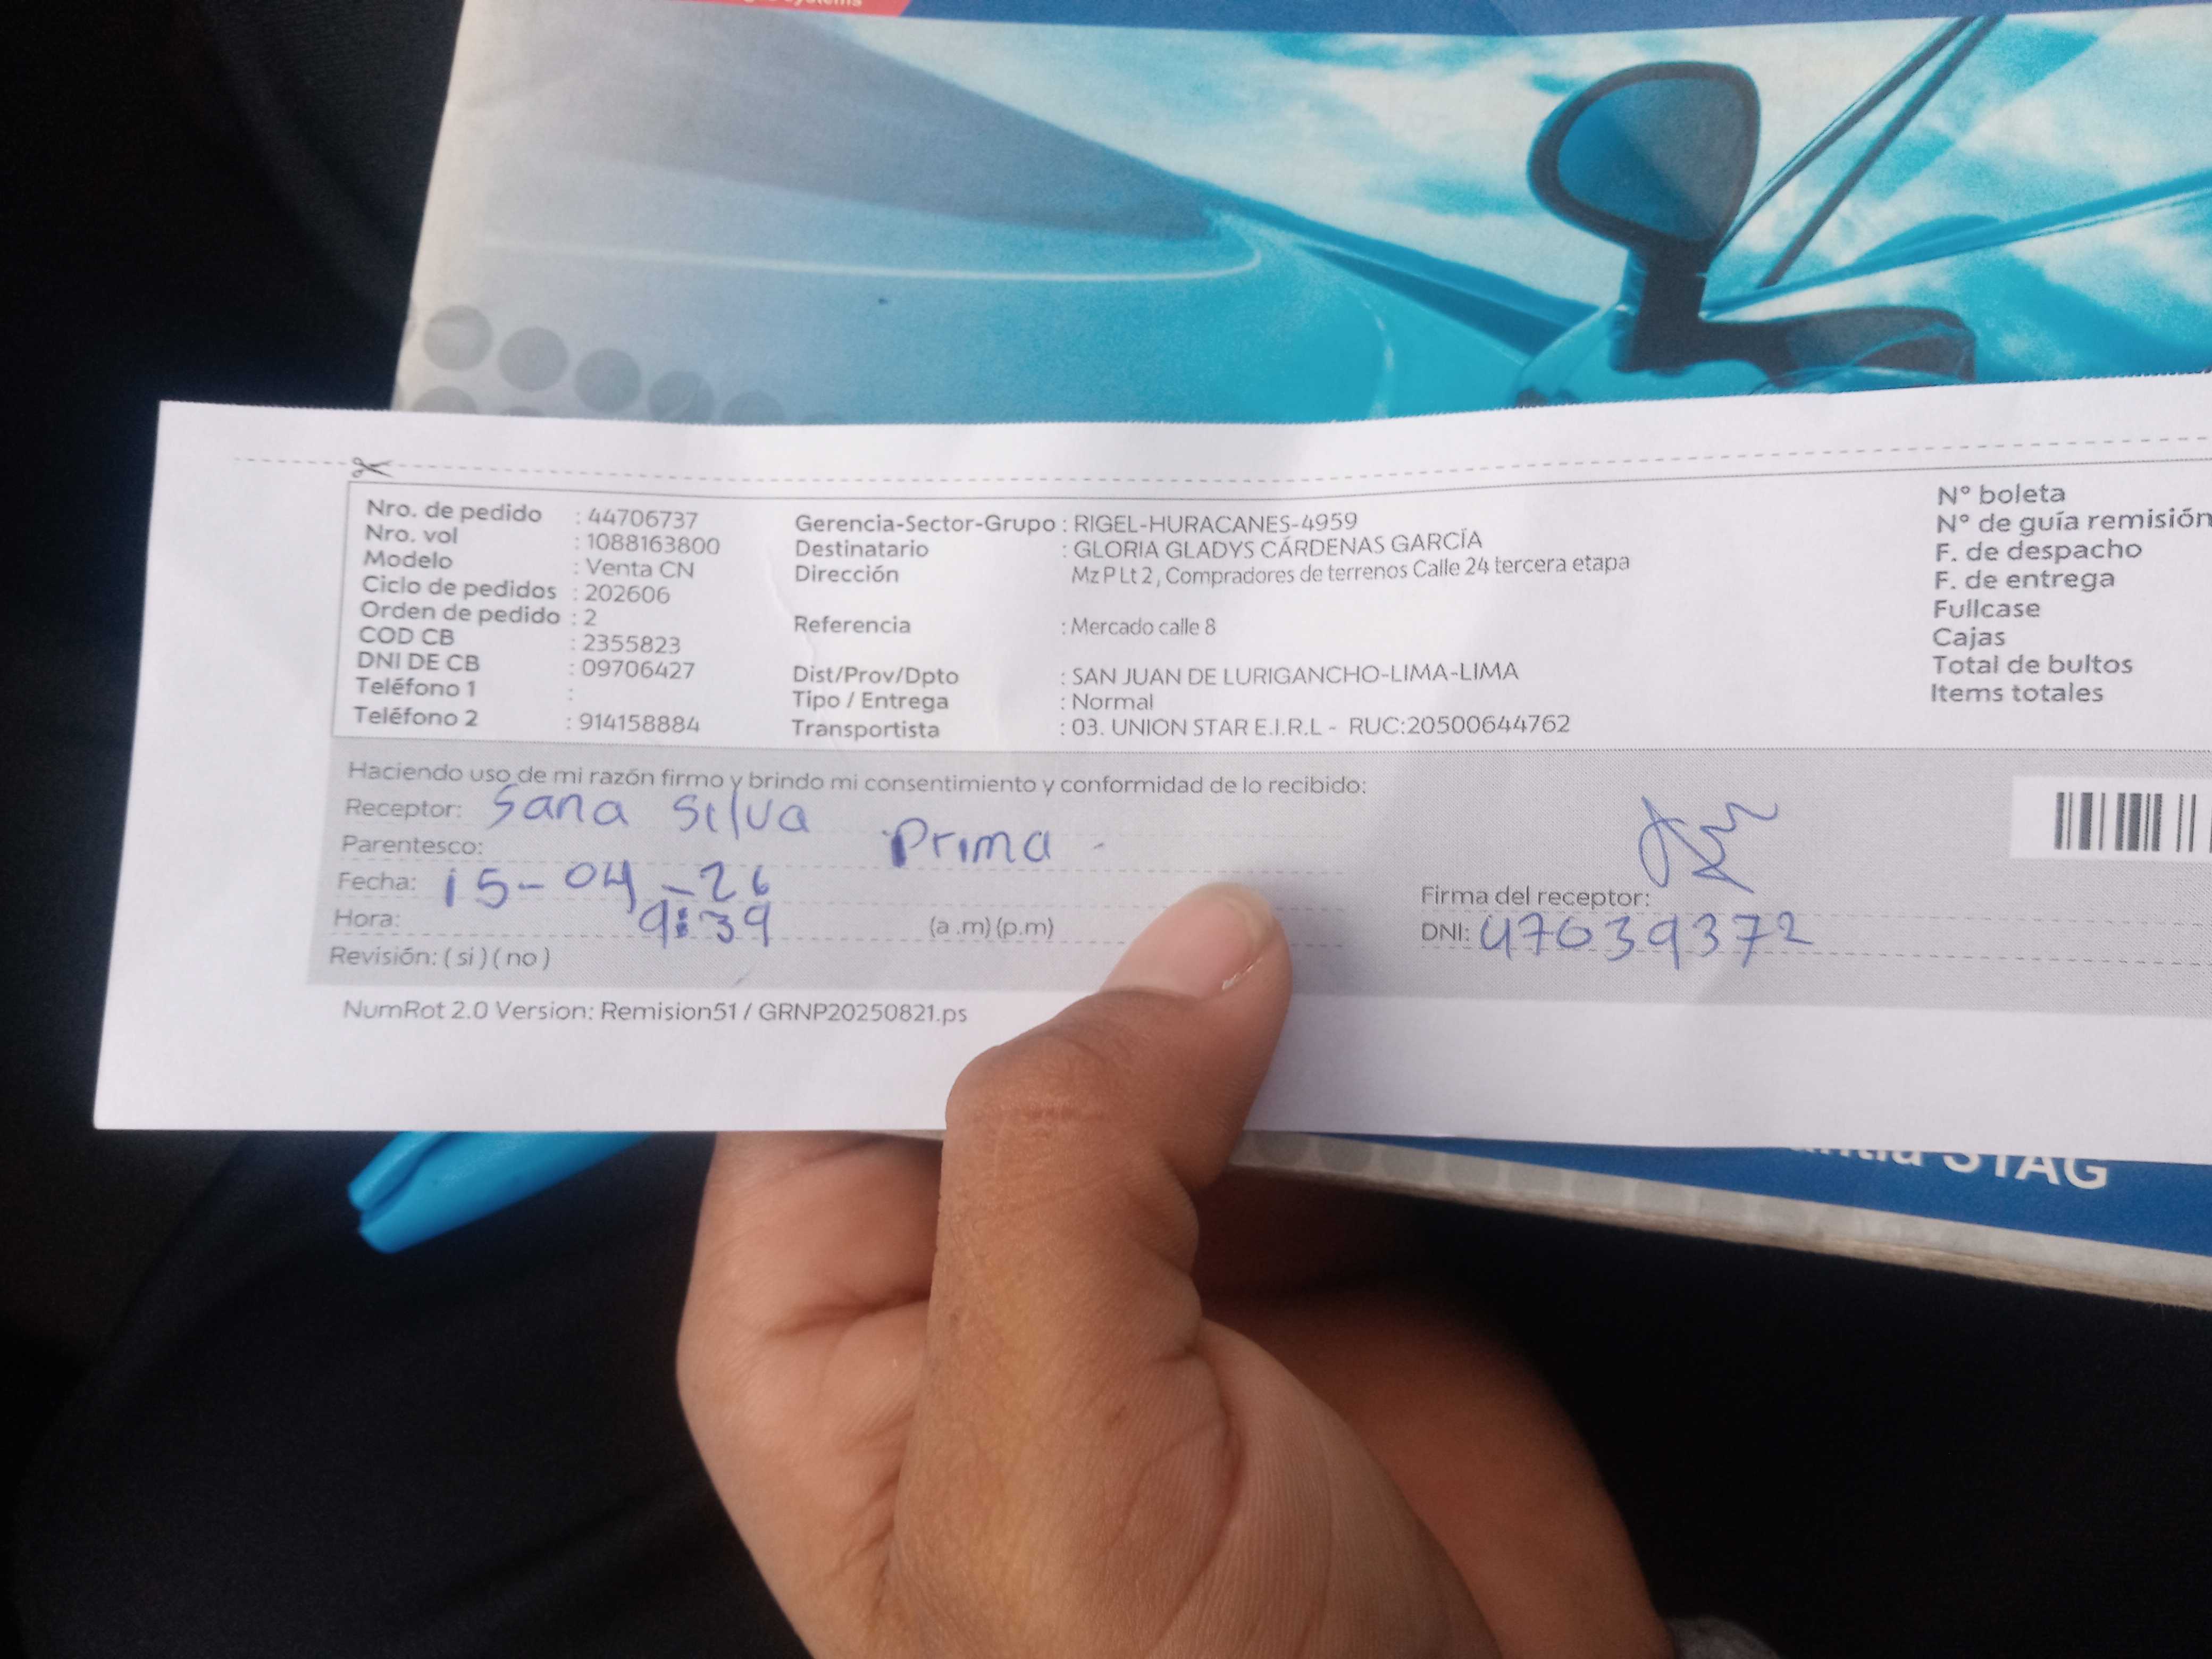 Nro. de pedido : 44706737
Nro. vol : 1088163800
Modelo : Venta CN
Ciclo de pedidos : 202606
Orden de pedido : 2
COD CB : 2355823
DNI DE CB : 09706427
Teléfono 1 :
Teléfono 2 : 914158884
Gerencia-Sector-Grupo : RIGEL-HURACANES-4959
Destinatario : GLORIA GLADYS CÁRDENAS GARCÍA
Dirección Mz P Lt 2 , Compradores de terrenos Calle 24 tercera etapa
Referencia : Mercado calle 8
Dist/Prov/Dpto : SAN JUAN DE LURIGANCHO-LIMA-LIMA
Tipo / Entrega : Normal
Transportista : 03. UNION STAR E.I.R.L - RUC:20500644762
N° boleta
N° de guía remisión
F. de despacho
F. de entrega
Fullcase
Cajas
Total de bultos
Items totales
Haciendo uso de mi razón firmo y brindo mi consentimiento y conformidad de lo recibido:
Receptor: Sana Silva
Parentesco: Prima
Fecha: 15-04-26
Hora: 9:39 (a .m) (p.m)
Revisión: ( si ) ( no )
Firma del receptor:
DNI: 47039372
NumRot 2.0 Version: Remision51 / GRNP20250821.ps
STAG